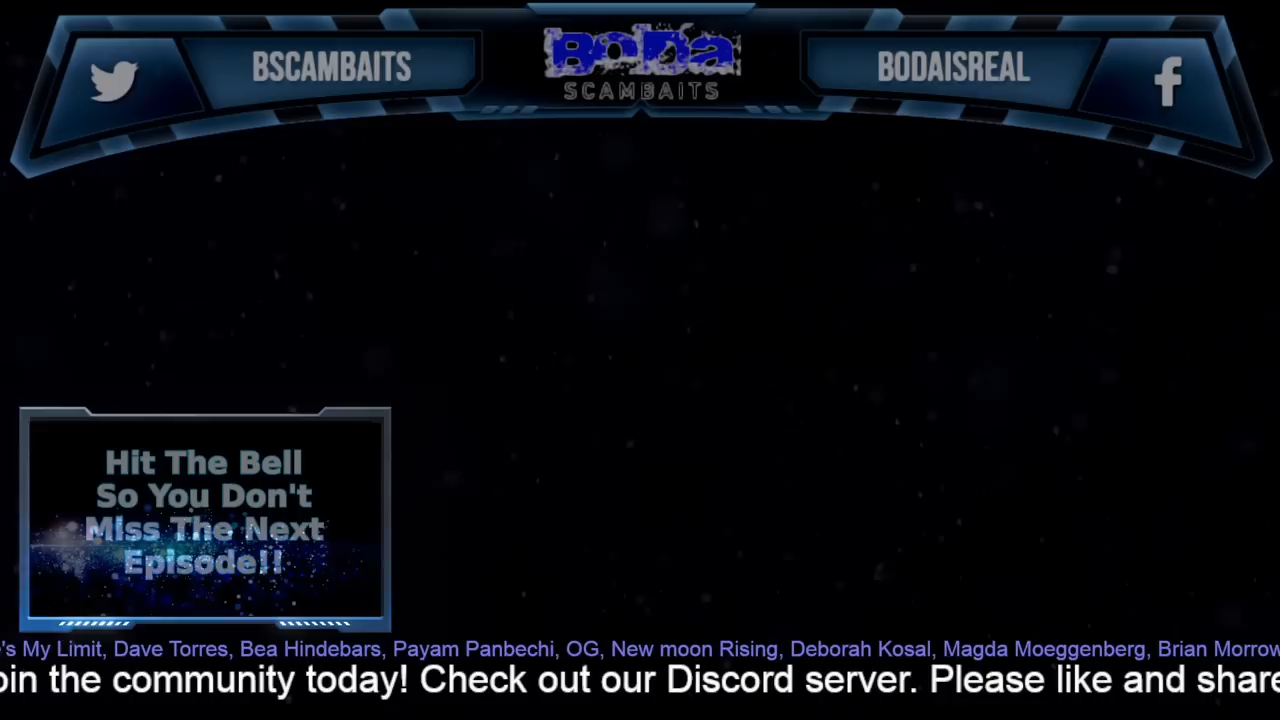 BSCAMBAITS
BoDa
SCAMBAITS
BODAISREAL
Hit The Bell
So You Don't
Miss The Next
Episode!!
e's My Limit, Dave Torres, Bea Hindebars, Payam Panbechi, OG, New moon Rising, Deborah Kosal, Magda Moeggenberg, Brian Morrow
oin the community today! Check out our Discord server. Please like and share